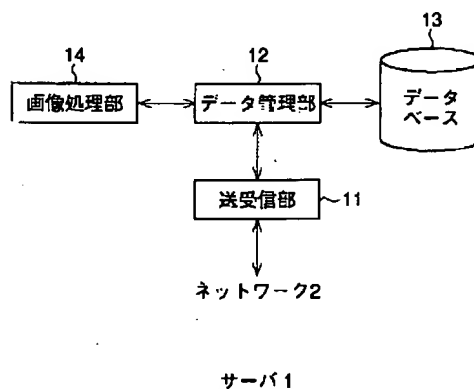 14
12
13
画像処理部
データ管理部
データ
ベース
送受信部
11
ネットワーク2
サーバ1